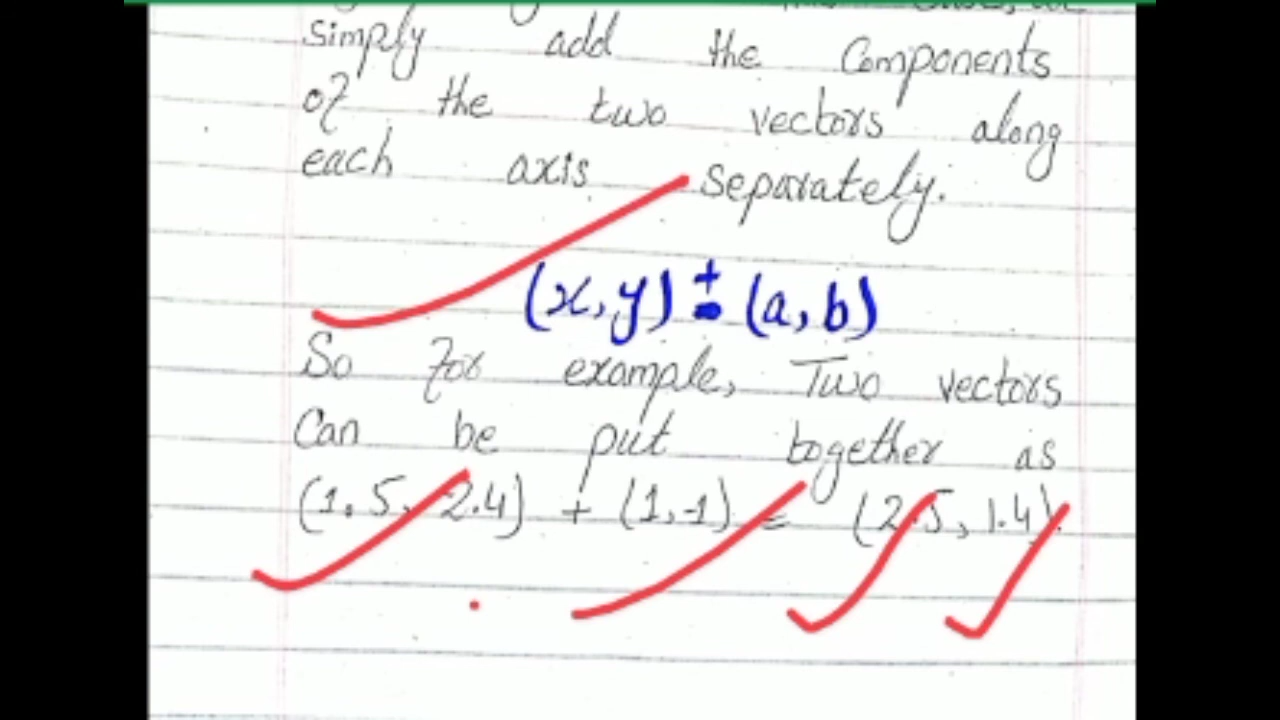 simply add the Components
of the two vectors along
each axis separately.
(x,y) ± (a,b)
So for example, Two vectors
Can be put together as
(1.5, 2.4) + (1,-1) = (2.5, 1.4).